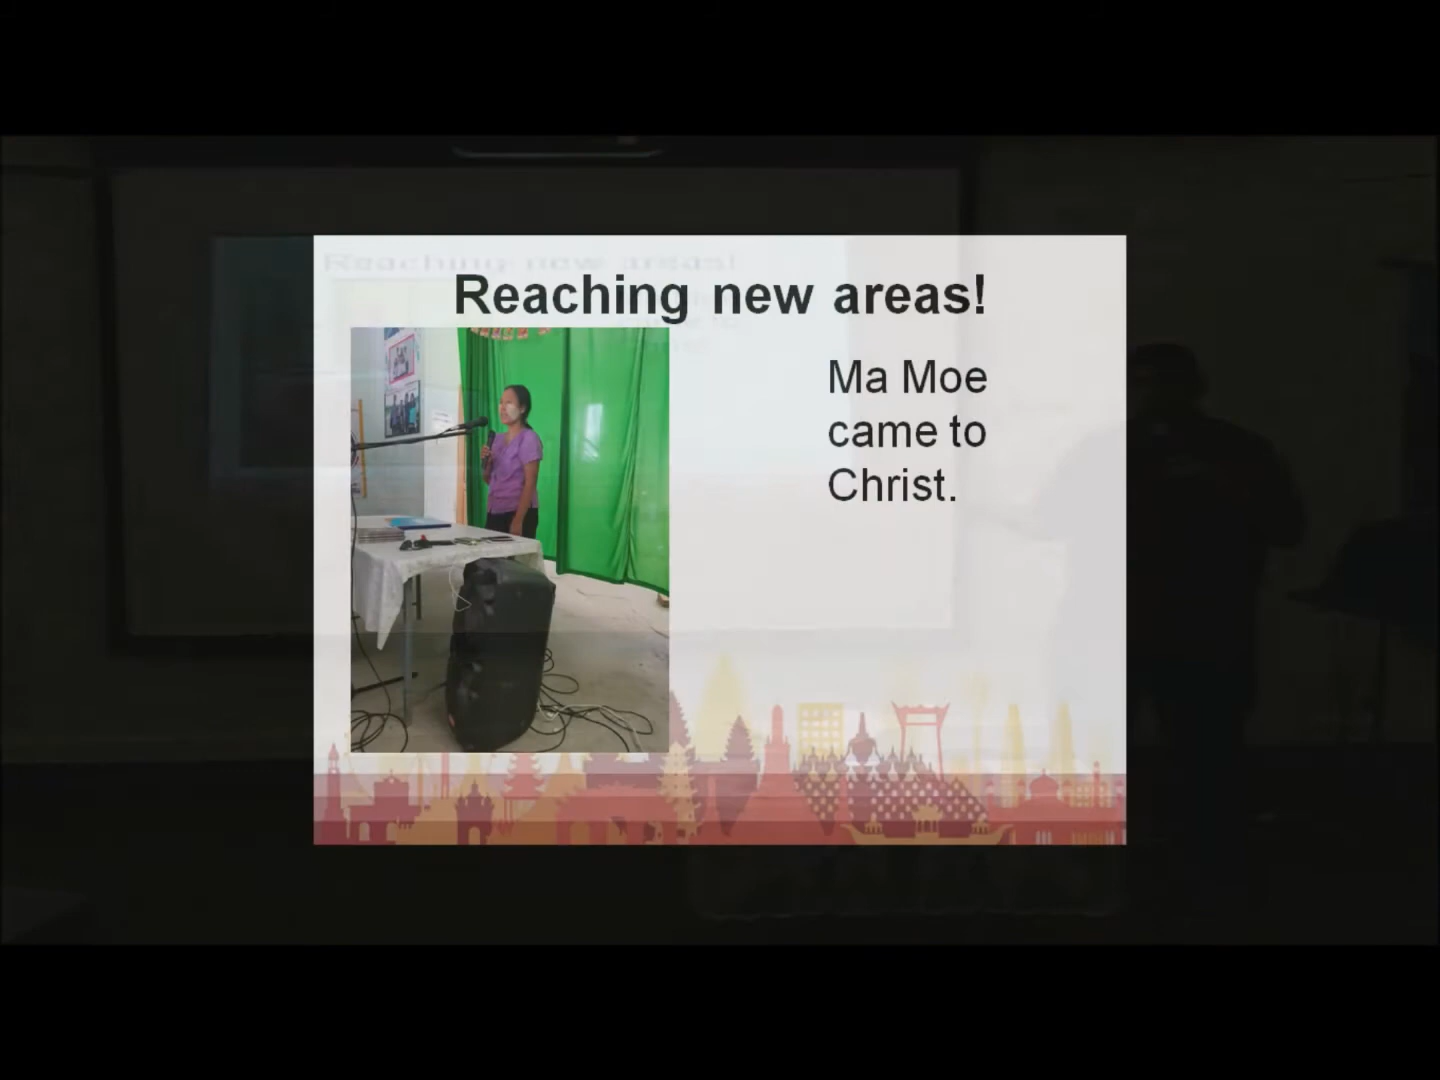 Reaching new areas!
Ma Moe
came to
Christ.